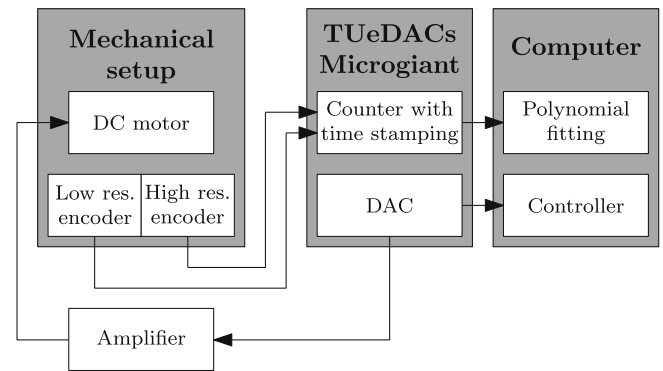 Mechanical
setup
DC motor
Low res.
encoder
High res.
encoder
TUeDACs
Microgiant
Counter with
time stamping
DAC
Computer
Polynomial
fitting
Controller
Amplifier